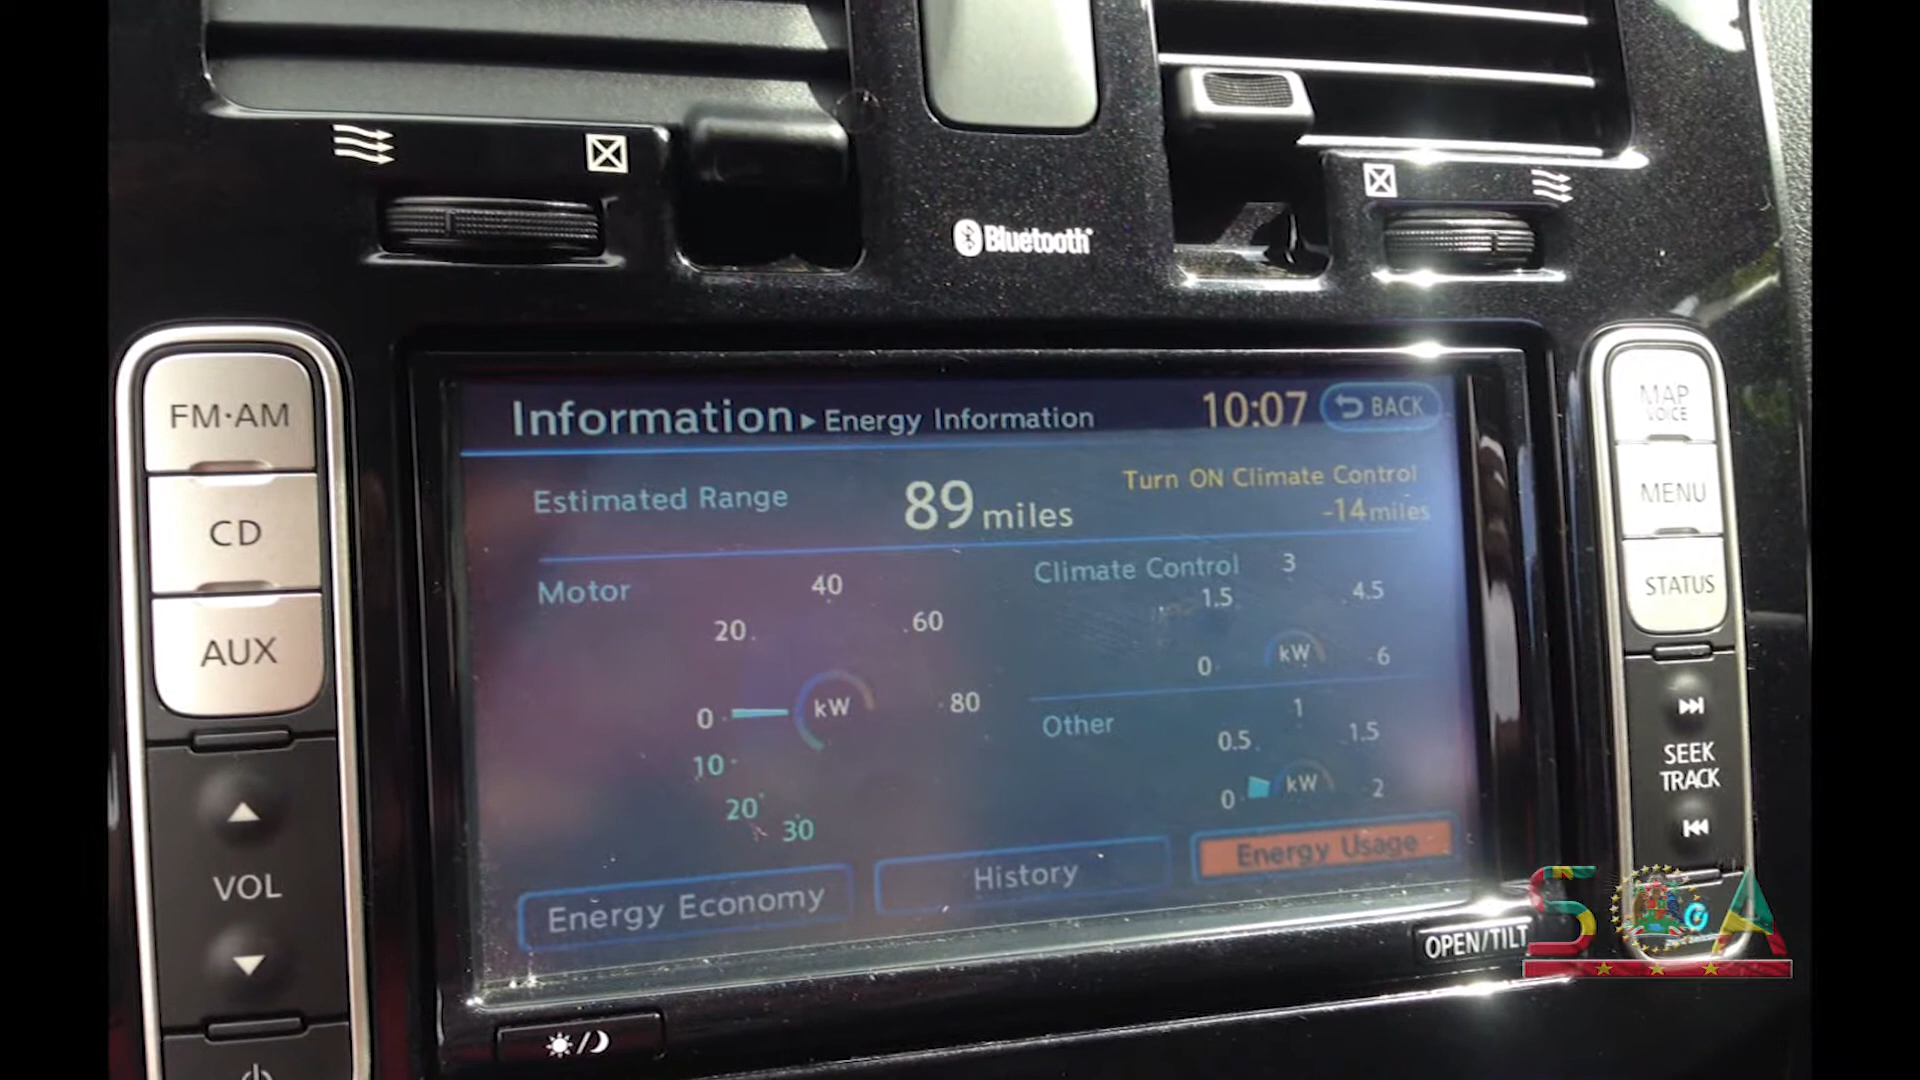 Bluetooth
FM·AM
CD
AUX
VOL
Information ▸ Energy Information
10:07
BACK
Estimated Range
89 miles
Turn ON Climate Control
-14 miles
Motor
40
20
60
0
kW
80
10
20
30
Climate Control
3
1.5
4.5
0
kW
6
Other
1
0.5
1.5
0
kW
2
Energy Economy
History
Energy Usage
MAP
VOICE
MENU
STATUS
SEEK
TRACK
OPEN/TILT
SGA